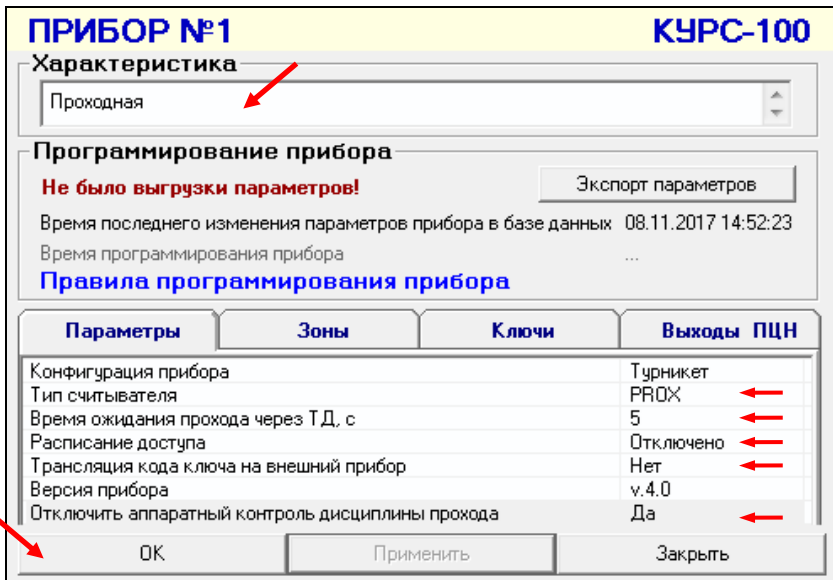 ПРИБОР №1 КУРС-100
Характеристика
Проходная
Программирование прибора
Не было выгрузки параметров! Экспорт параметров
Время последнего изменения параметров прибора в базе данных 08.11.2017 14:52:23
Время программирования прибора ...
Правила программирования прибора
Параметры Зоны Ключи Выходы ПЦН
Конфигурация прибора Турникет
Тип считывателя PROX
Время ожидания прохода через ТД, с 5
Расписание доступа Отключено
Трансляция кода ключа на внешний прибор Нет
Версия прибора v.4.0
Отключить аппаратный контроль дисциплины прохода Да
ОК Применить Закрыть